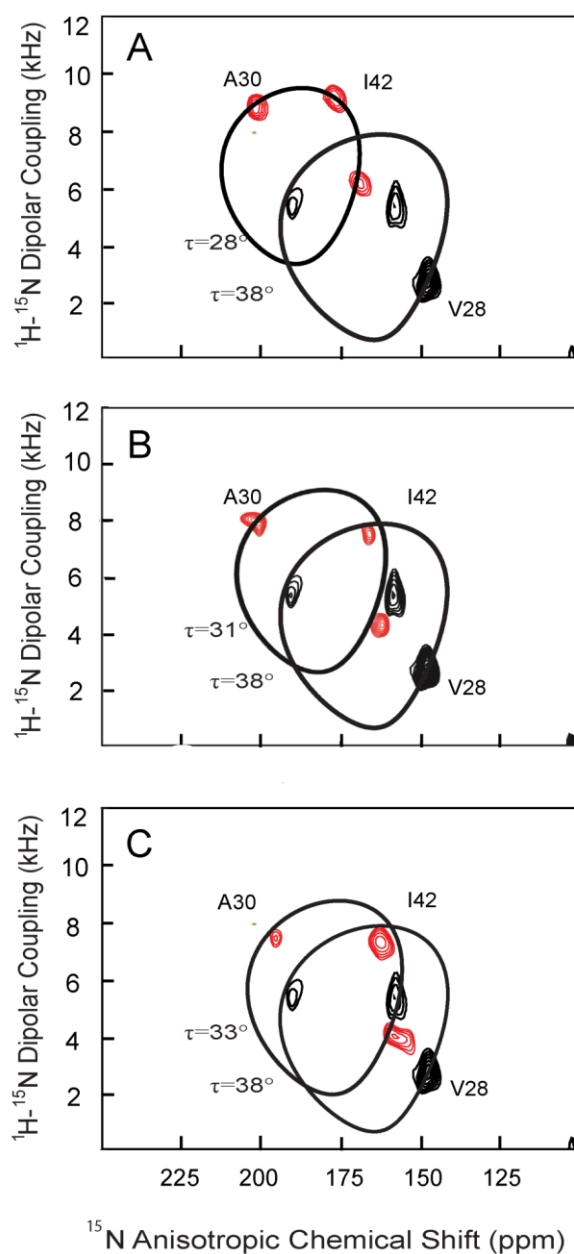 A
12
10
8
6
4
2
A30
I42
τ=28°
τ=38°
V28
¹H-¹⁵N Dipolar Coupling (kHz)
B
12
10
8
6
4
2
A30
I42
τ=31°
τ=38°
V28
¹H-¹⁵N Dipolar Coupling (kHz)
C
12
10
8
6
4
2
A30
I42
τ=33°
τ=38°
V28
¹H-¹⁵N Dipolar Coupling (kHz)
225 200 175 150 125
¹⁵N Anisotropic Chemical Shift (ppm)